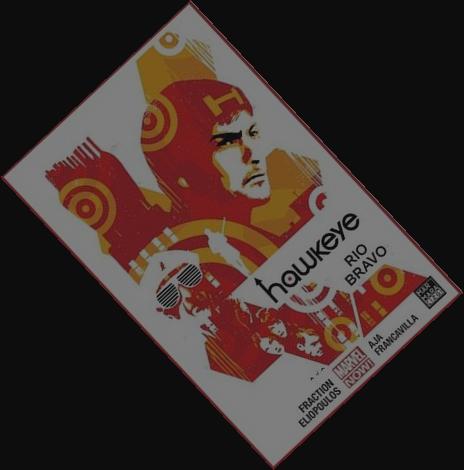 H
hawkeye
RIO
BRAVO
FRACTION
ELIOPOULOS
MARVEL
NOW!
AJA
FRANCAVILLA